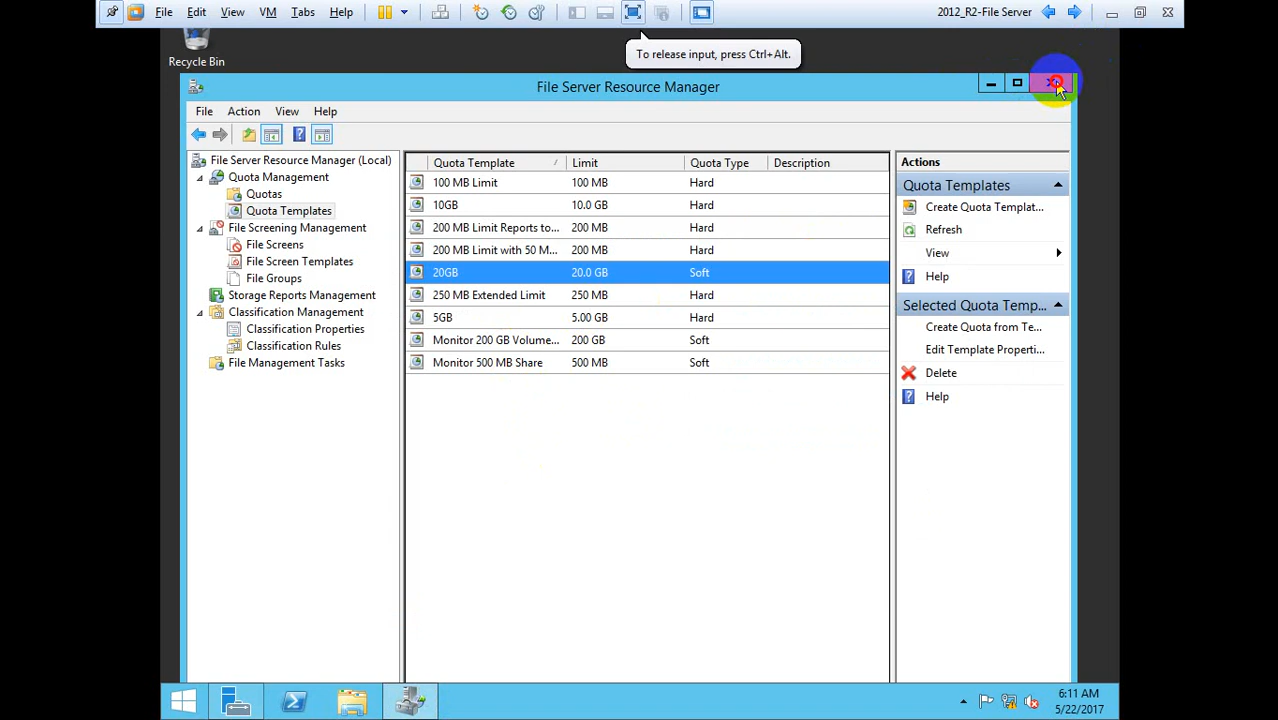 File Edit View VM Tabs Help 2012_R2-File Server
To release input, press Ctrl+Alt.
Recycle Bin
File Server Resource Manager
File Action View Help
File Server Resource Manager (Local)
Quota Management
Quotas
Quota Templates
File Screening Management
File Screens
File Screen Templates
File Groups
Storage Reports Management
Classification Management
Classification Properties
Classification Rules
File Management Tasks
Quota Template Limit Quota Type Description
100 MB Limit 100 MB Hard
10GB 10.0 GB Hard
200 MB Limit Reports to... 200 MB Hard
200 MB Limit with 50 M... 200 MB Hard
20GB 20.0 GB Soft
250 MB Extended Limit 250 MB Hard
5GB 5.00 GB Hard
Monitor 200 GB Volume... 200 GB Soft
Monitor 500 MB Share 500 MB Soft
Actions
Quota Templates
Create Quota Templat...
Refresh
View
Help
Selected Quota Temp...
Create Quota from Te...
Edit Template Properti...
Delete
Help
6:11 AM
5/22/2017